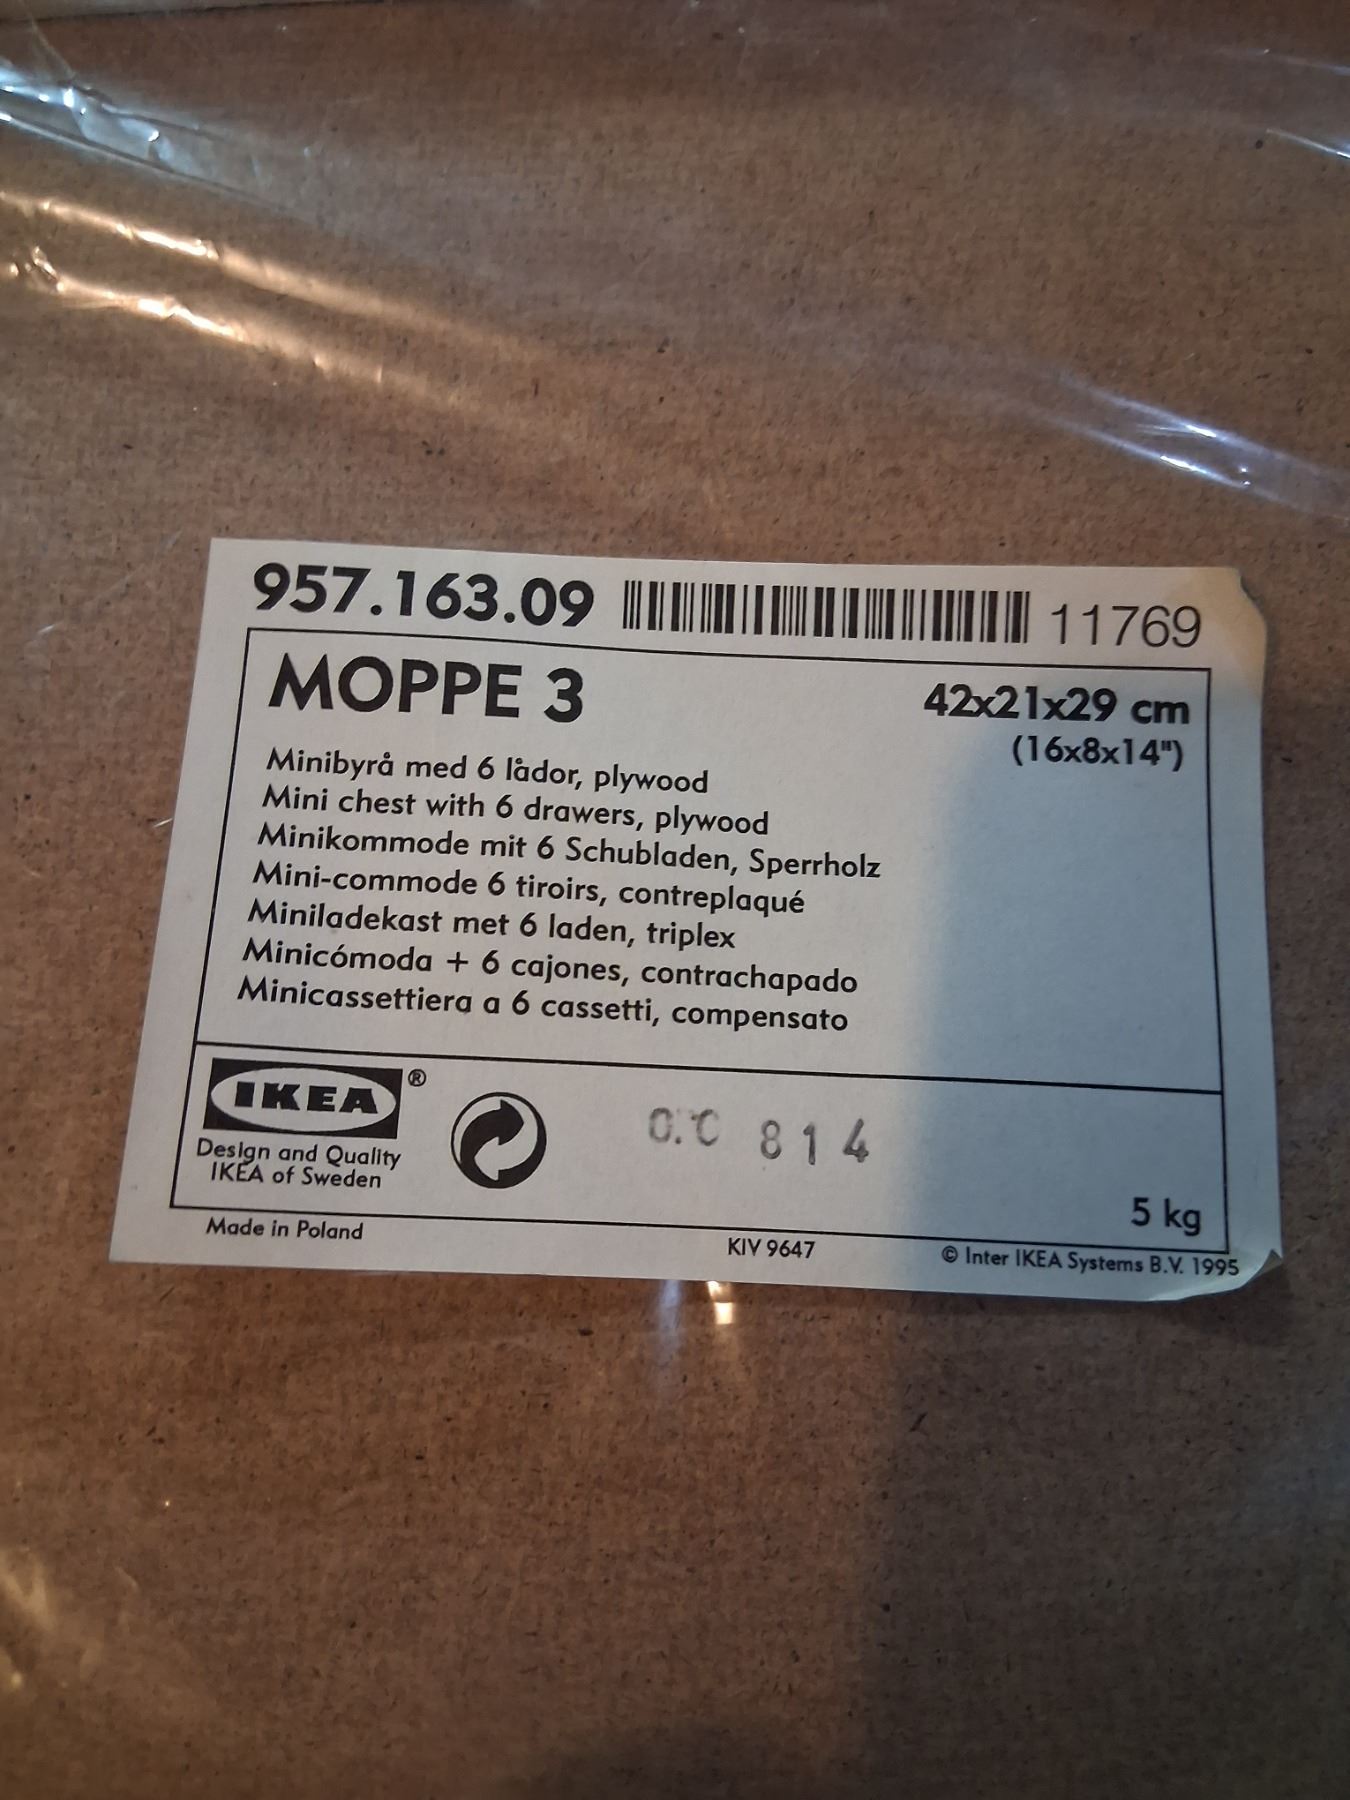 957.163.09 11769
MOPPE 3
42x21x29 cm
(16x8x14")
Minibyrå med 6 lådor, plywood
Mini chest with 6 drawers, plywood
Minikommode mit 6 Schubladen, Sperrholz
Mini-commode 6 tiroirs, contreplaqué
Miniladekast met 6 laden, triplex
Minicómoda + 6 cajones, contrachapado
Minicassettiera a 6 cassetti, compensato
IKEA ®
Design and Quality
IKEA of Sweden
814
5 kg
Made in Poland
KIV 9647
© Inter IKEA Systems B.V. 1995